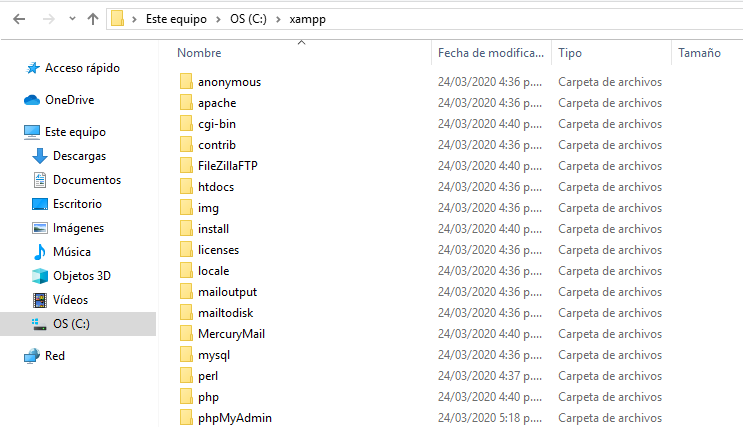 Este equipo > OS (C:) > xampp
Nombre Fecha de modifica... Tipo Tamaño
Acceso rápido
OneDrive
Este equipo
Descargas
Documentos
Escritorio
Imágenes
Música
Objetos 3D
Vídeos
OS (C:)
Red
anonymous 24/03/2020 4:36 p.... Carpeta de archivos
apache 24/03/2020 4:36 p.... Carpeta de archivos
cgi-bin 24/03/2020 4:40 p.... Carpeta de archivos
contrib 24/03/2020 4:36 p.... Carpeta de archivos
FileZillaFTP 24/03/2020 4:40 p.... Carpeta de archivos
htdocs 24/03/2020 4:36 p.... Carpeta de archivos
img 24/03/2020 4:36 p.... Carpeta de archivos
install 24/03/2020 4:40 p.... Carpeta de archivos
licenses 24/03/2020 4:36 p.... Carpeta de archivos
locale 24/03/2020 4:36 p.... Carpeta de archivos
mailoutput 24/03/2020 4:36 p.... Carpeta de archivos
mailtodisk 24/03/2020 4:36 p.... Carpeta de archivos
MercuryMail 24/03/2020 4:40 p.... Carpeta de archivos
mysql 24/03/2020 4:36 p.... Carpeta de archivos
perl 24/03/2020 4:37 p.... Carpeta de archivos
php 24/03/2020 4:40 p.... Carpeta de archivos
phpMyAdmin 24/03/2020 5:18 p.... Carpeta de archivos